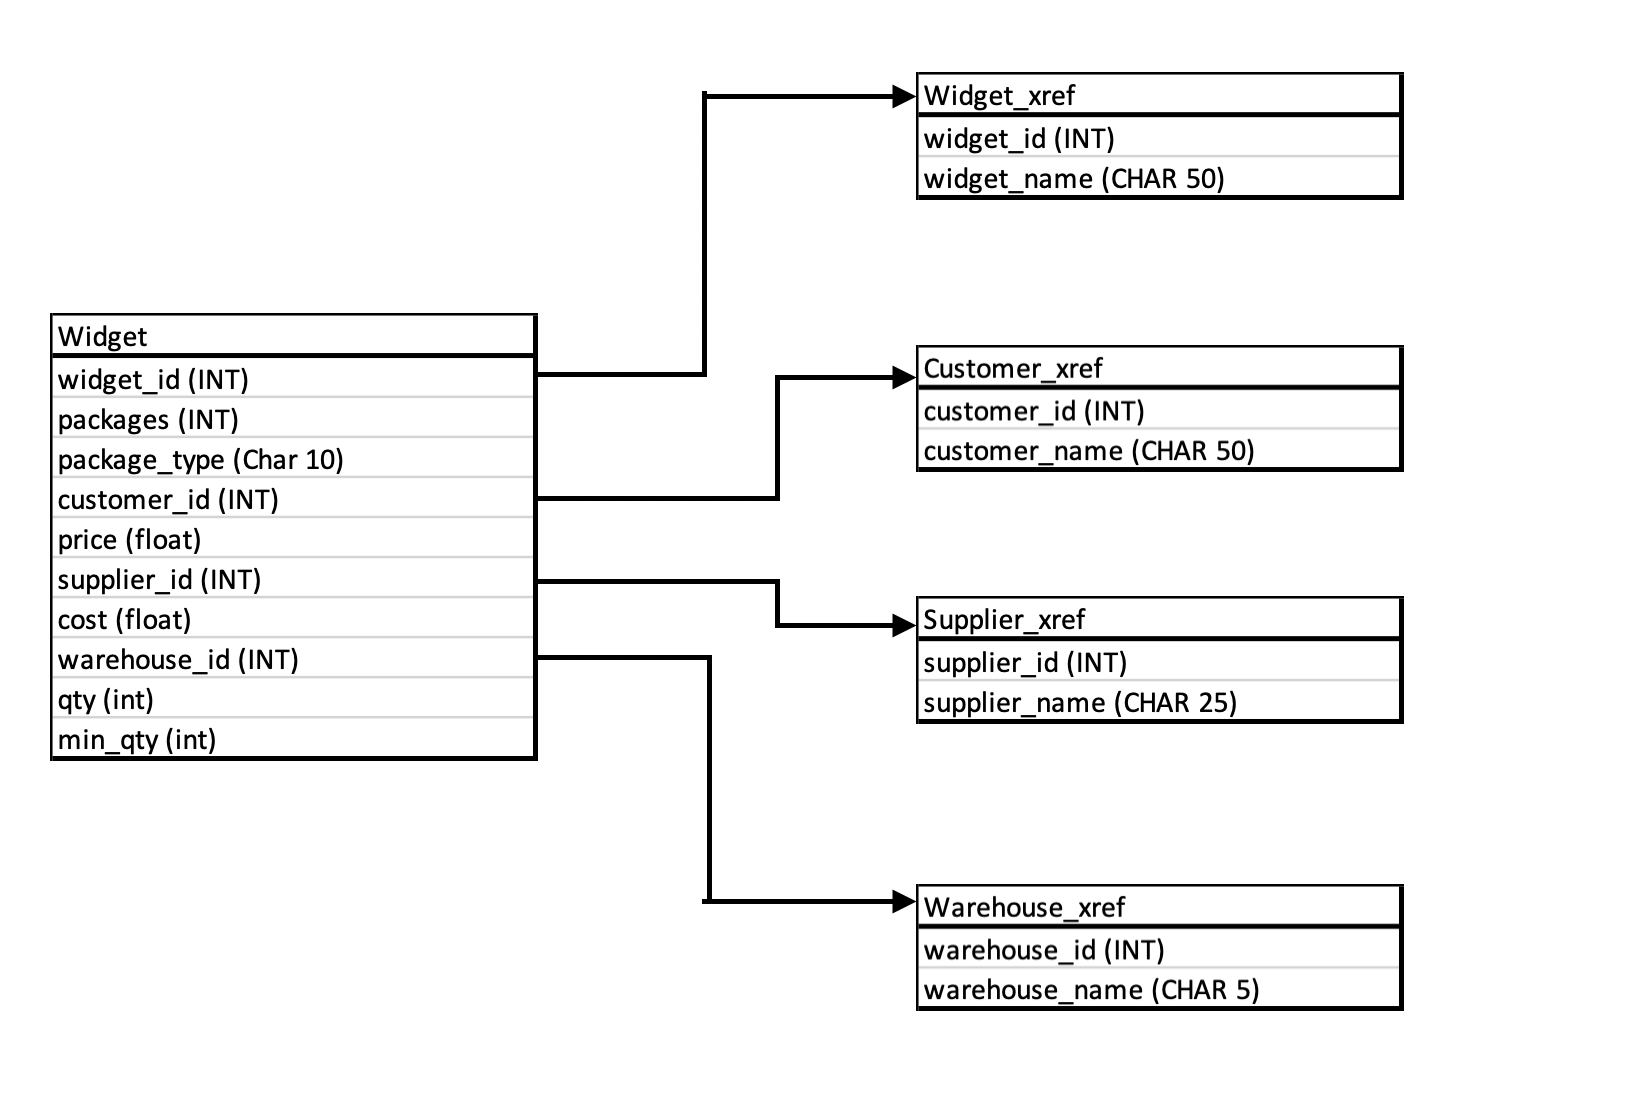 Widget
widget_id (INT)
packages (INT)
package_type (Char 10)
customer_id (INT)
price (float)
supplier_id (INT)
cost (float)
warehouse_id (INT)
qty (int)
min_qty (int)
Widget_xref
widget_id (INT)
widget_name (CHAR 50)
Customer_xref
customer_id (INT)
customer_name (CHAR 50)
Supplier_xref
supplier_id (INT)
supplier_name (CHAR 25)
Warehouse_xref
warehouse_id (INT)
warehouse_name (CHAR 5)